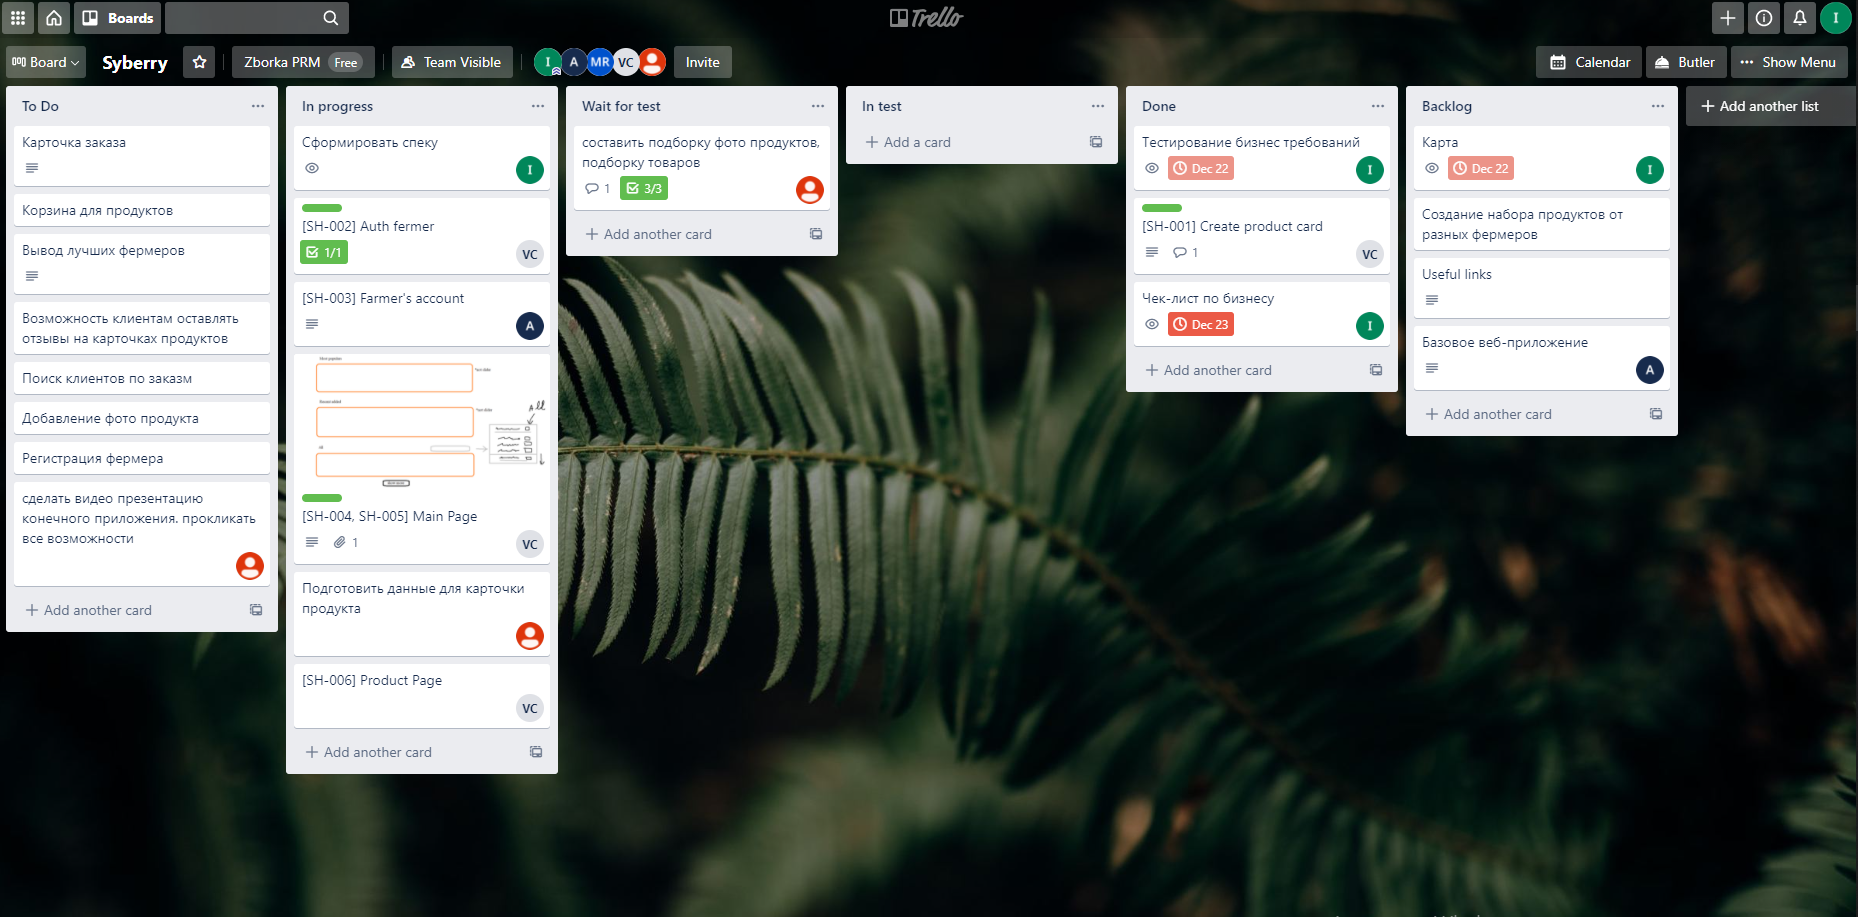 Boards
Trello
I
Board
Syberry
Zborka PRM Free
Team Visible
I A MR VC
Invite
Calendar
Butler
Show Menu
To Do
Карточка заказа
Корзина для продуктов
Вывод лучших фермеров
Возможность клиентам оставлять
отзывы на карточках продуктов
Поиск клиентов по заказм
Добавление фото продукта
Регистрация фермера
сделать видео презентацию
конечного приложения. прокликать
все возможности
Add another card
In progress
Сформировать спеку
I
[SH-002] Auth fermer
1/1
VC
[SH-003] Farmer's account
A
All
[SH-004, SH-005] Main Page
1
VC
Подготовить данные для карточки
продукта
[SH-006] Product Page
VC
Add another card
Wait for test
составить подборку фото продуктов,
подборку товаров
1 3/3
Add another card
In test
Add a card
Done
Тестирование бизнес требований
Dec 22
I
[SH-001] Create product card
1
VC
Чек-лист по бизнесу
Dec 23
I
Add another card
Backlog
Карта
Dec 22
I
Создание набора продуктов от
разных фермеров
Useful links
Базовое веб-приложение
A
Add another card
Add another list